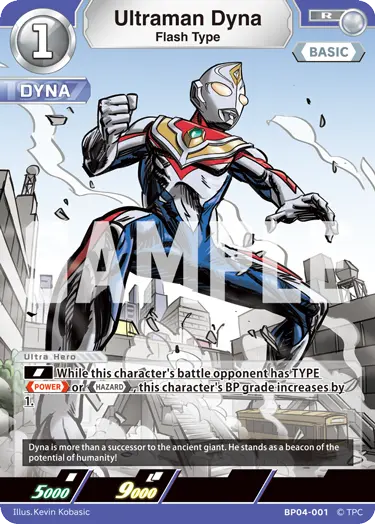 1
Ultraman Dyna
Flash Type
R
BASIC
DYNA
SAMPLE
Ultra Hero
While this character's battle opponent has TYPE
POWER or HAZARD, this character's BP grade increases by
1.
Dyna is more than a successor to the ancient giant. He stands as a beacon of the
potential of humanity!
5000 9000
Illus.Kevin Kobasic BP04-001 © TPC